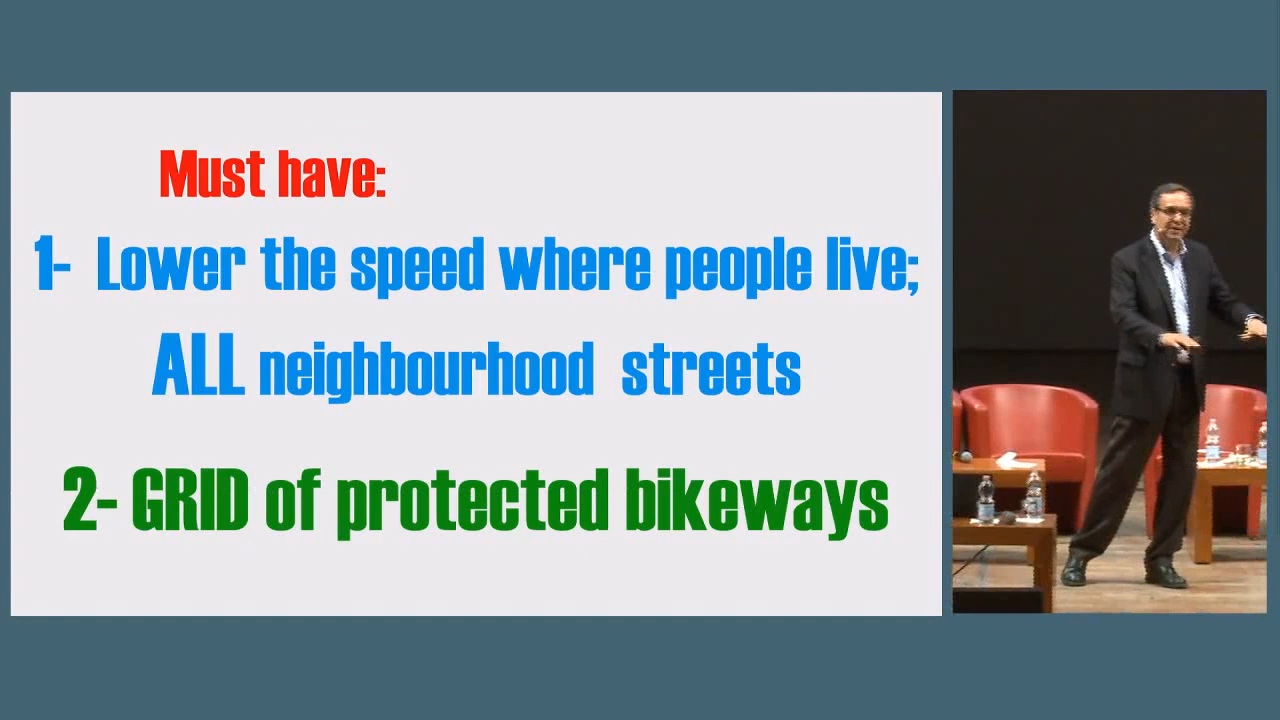 Must have:
1- Lower the speed where people live;
ALL neighbourhood streets
2- GRID of protected bikeways